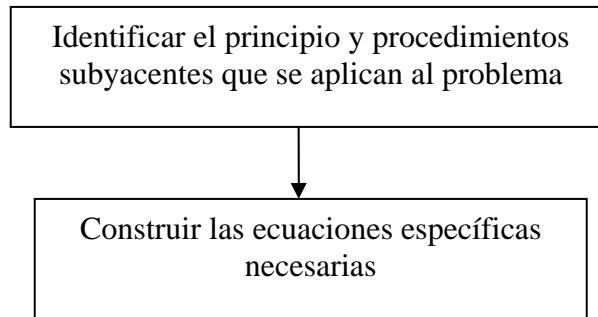 Identificar el principio y procedimientos
subyacentes que se aplican al problema
Construir las ecuaciones específicas
necesarias